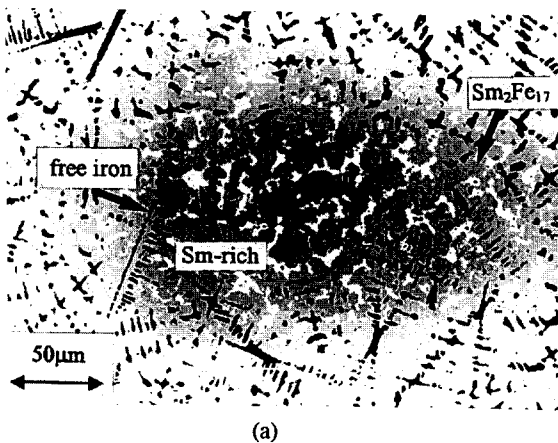 Sm₂Fe₁₇
free iron
Sm-rich
50μm
(a)